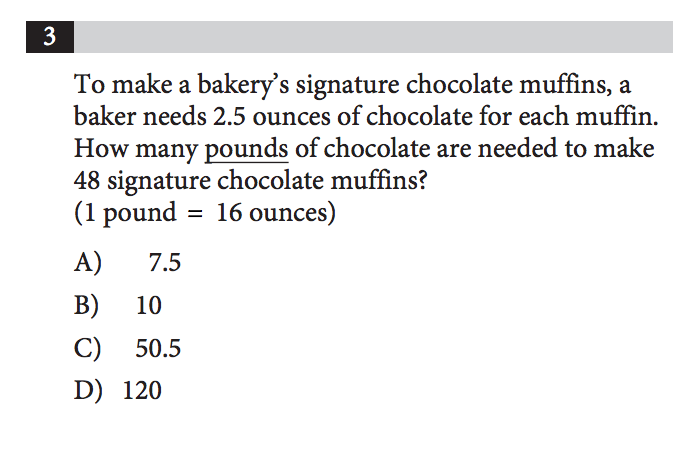 3
To make a bakery’s signature chocolate muffins, a
baker needs 2.5 ounces of chocolate for each muffin.
How many pounds of chocolate are needed to make
48 signature chocolate muffins?
(1 pound = 16 ounces)
A) 7.5
B) 10
C) 50.5
D) 120